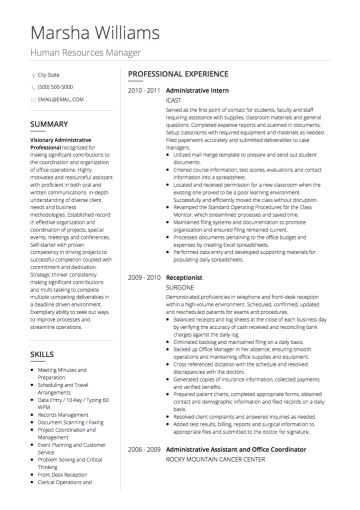 Marsha Williams
Human Resources Manager
City State
(500) 500-5000
EMAIL@EMAIL.COM
SUMMARY
Visionary Administrative
Professional recognized for
making significant contributions to
the coordination and organization
of office operations. Highly
motivated and resourceful assistant
proficient in both oral and
written communications. In-depth
understanding of diverse client
needs and business
methodologies. Established record
in effective organization and
coordination of projects, special
events, meetings and conferences.
Self-starter with proven
competency in driving projects to
successful completion coupled with
commitment and dedication.
Strategic thinker consistently
making significant contributions
and multi-task to complete
multiple competing deliverables in
a deadline driven environment.
Exemplary ability to seek out ways
to improve processes and
streamline operations.
SKILLS
• Meeting Minutes and
Preparation
• Scheduling and Travel
Arrangements
• Data Entry / 10-Key / Typing 60
WPM
• Records Management
• Document Scanning / Faxing
• Project Coordination and
Management
• Event Planning and Customer
Service
• Problem Solving and Critical
Thinking
• Front Desk Reception
• Clerical Operations and
PROFESSIONAL EXPERIENCE
2010 - 2011 Administrative Intern
ICAST
Served as the first point of contact for students, faculty and staff
requiring assistance with supplies, classroom materials and general
questions. Completed expense reports and scanned in documents.
Setup classrooms with required equipment and materials as needed.
Filed paperwork accurately and submitted deliverables to case
managers.
• Utilized mail merge template to prepare and send out student
documents.
• Entered course information, test scores, evaluations and contact
information into a spreadsheet.
• Located and received permission for a new classroom when the
existing one proved to be a poor learning environment.
Successfully and efficiently moved the class without disruption.
• Revamped the Standard Operating Procedures for the Class
Monitor, which streamlined processes and saved time.
• Maintained filing systems and documentation to promote
organization and ensured filing remained current.
• Processed documents pertaining to the office budget and
expenses by creating Excel spreadsheets.
• Performed data entry and developed supporting materials for
populating daily spreadsheets.
2009 - 2010 Receptionist
SURGONE
Demonstrated proficiencies in telephone and front-desk reception
within a high-volume environment. Scheduled, confirmed, updated
and rescheduled patients for exams and procedures.
• Balanced receipts and log sheets at the close of each business day
by verifying the accuracy of cash received and reconciling bank
charges against the daily log.
• Eliminated backlog and maintained filing on a daily basis.
• Backed up Office Manager in her absence, ensuring smooth
operations and maintaining office supplies and equipment.
• Cross referenced dictation with the schedule and resolved
discrepancies with the doctors.
• Generated copies of insurance information, collected payments
and verified benefits.
• Prepared patient charts, completed appropriate forms, obtained
contact and demographic information and filed records on a daily
basis.
• Resolved client complaints and answered inquiries as needed.
• Added test results, billing, reports and surgical information to
appropriate files and submitted to the doctor for signature.
2006 - 2009 Administrative Assistant and Office Coordinator
ROCKY MOUNTAIN CANCER CENTER